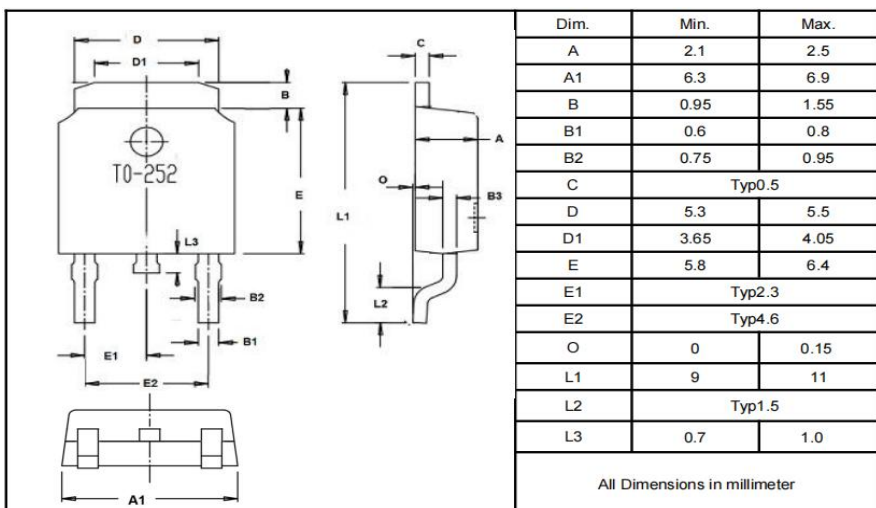 D
D1
B
TO-252
E
L3
B2
B1
E1
E2
A1
C
A
O
B3
L1
L2
Dim. Min. Max.
A 2.1 2.5
A1 6.3 6.9
B 0.95 1.55
B1 0.6 0.8
B2 0.75 0.95
C Typ0.5
D 5.3 5.5
D1 3.65 4.05
E 5.8 6.4
E1 Typ2.3
E2 Typ4.6
O 0 0.15
L1 9 11
L2 Typ1.5
L3 0.7 1.0
All Dimensions in millimeter